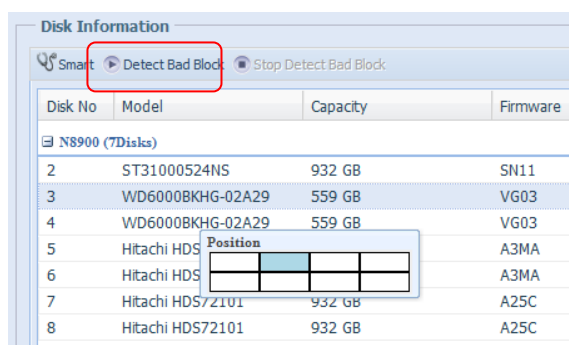 Disk Information
Smart Detect Bad Block Stop Detect Bad Block
Disk No Model Capacity Firmware
N8900 (7Disks)
2 ST31000524NS 932 GB SN11
3 WD6000BKHG-02A29 559 GB VG03
4 WD6000BKHG-02A29 559 GB VG03
5 Hitachi HDS A3MA
Position
6 Hitachi HDS A3MA
7 Hitachi HDS72101 932 GB A25C
8 Hitachi HDS72101 932 GB A25C